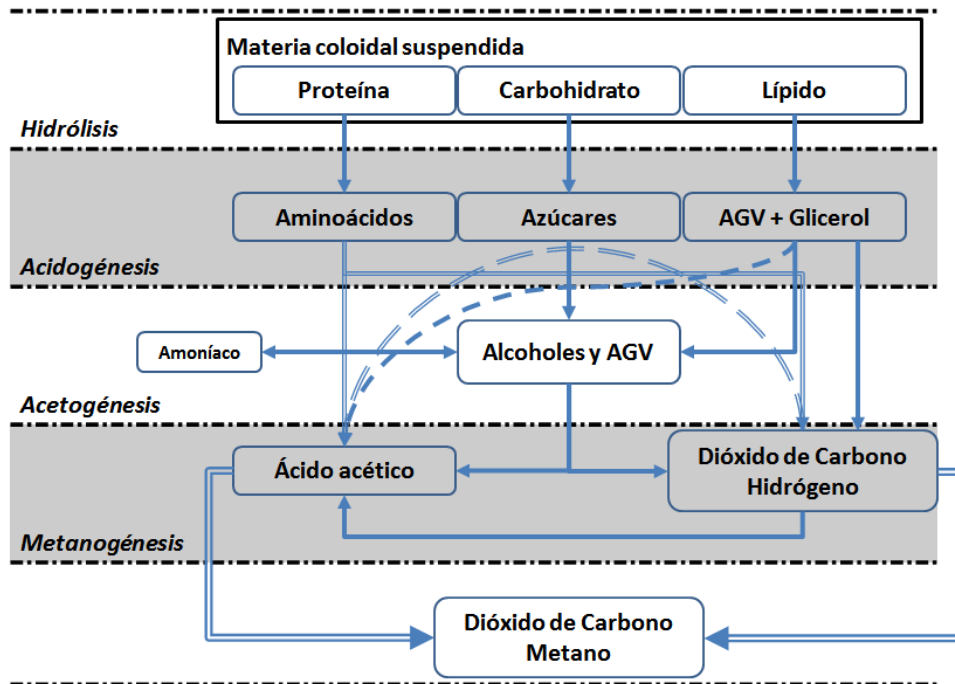 Materia coloidal suspendida
Proteína
Carbohidrato
Lípido
Hidrólisis
Aminoácidos
Azúcares
AGV + Glicerol
Acidogénesis
Amoníaco
Alcoholes y AGV
Acetogénesis
Ácido acético
Dióxido de Carbono
Hidrógeno
Metanogénesis
Dióxido de Carbono
Metano